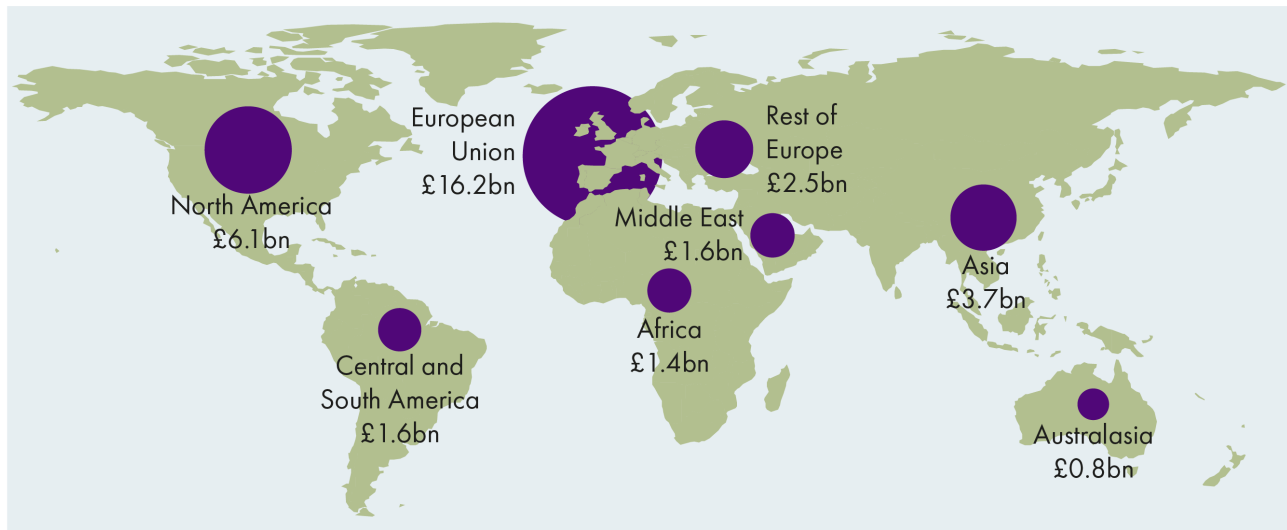 European
Union
£16.2bn
Rest of
Europe
£2.5bn
North America
£6.1bn
Middle East
£1.6bn
Asia
£3.7bn
Africa
£1.4bn
Central and
South America
£1.6bn
Australasia
£0.8bn